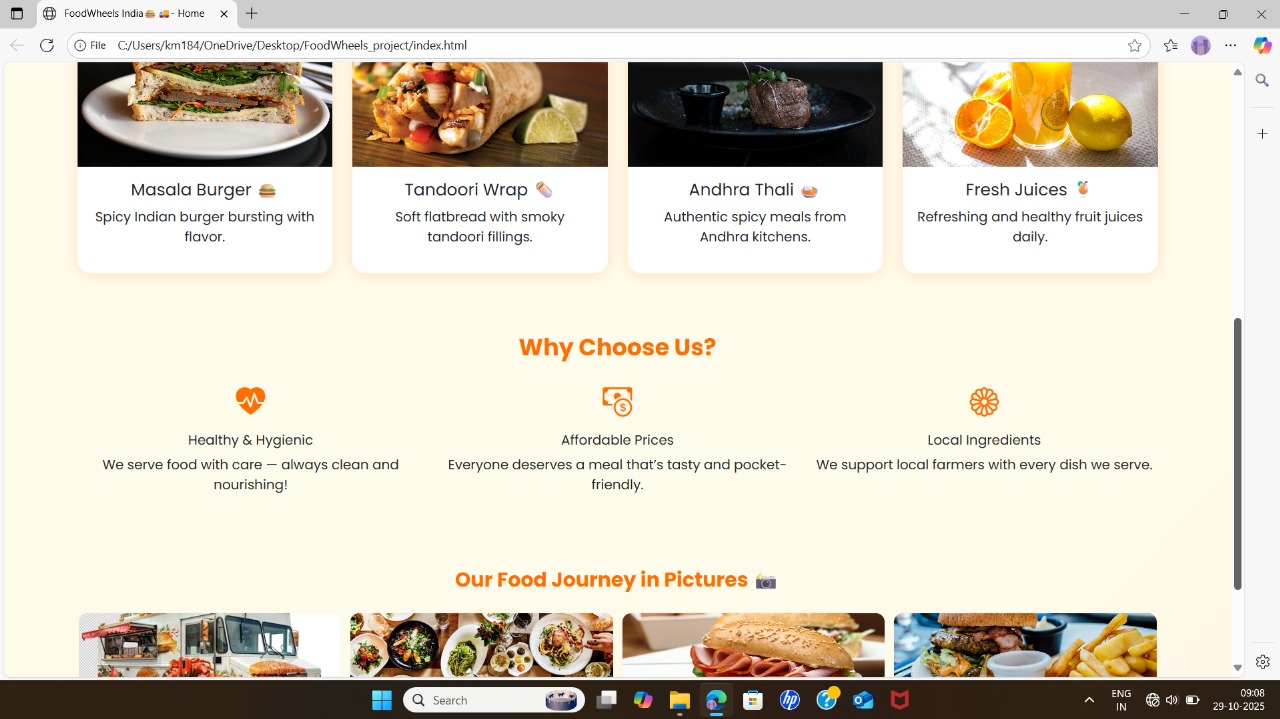 FoodWheels India🍔 🚚 - Home
File C:/Users/km184/OneDrive/Desktop/FoodWheels_project/index.html
Masala Burger 🍔
Spicy Indian burger bursting with
flavor.
Tandoori Wrap 🌯
Soft flatbread with smoky
tandoori fillings.
Andhra Thali 🍛
Authentic spicy meals from
Andhra kitchens.
Fresh Juices 🍹
Refreshing and healthy fruit juices
daily.
Why Choose Us?
Healthy & Hygienic
We serve food with care — always clean and
nourishing!
Affordable Prices
Everyone deserves a meal that’s tasty and pocket-
friendly.
Local Ingredients
We support local farmers with every dish we serve.
Our Food Journey in Pictures 📸
Search
hp
ENG
IN
09:08
29-10-2025